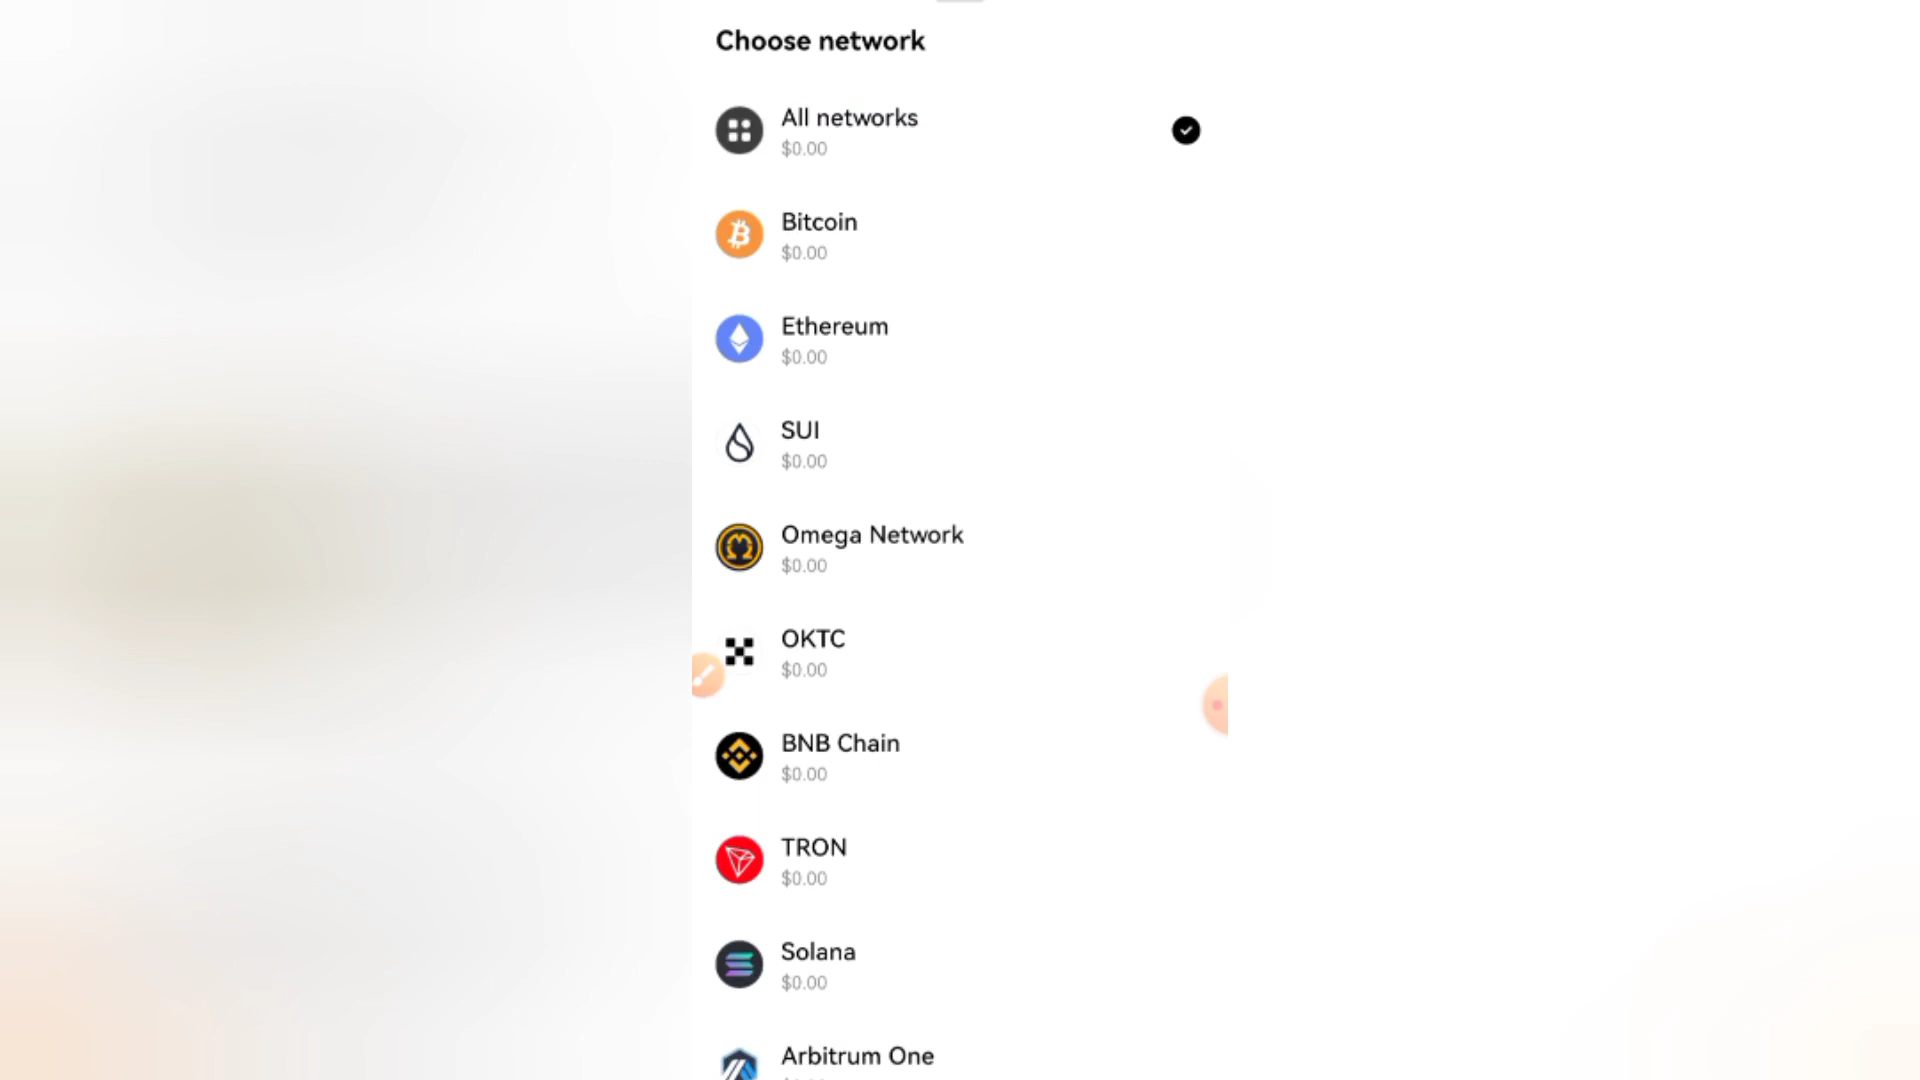 Choose network
All networks
$0.00
Bitcoin
$0.00
Ethereum
$0.00
SUI
$0.00
Omega Network
$0.00
OKTC
$0.00
BNB Chain
$0.00
TRON
$0.00
Solana
$0.00
Arbitrum One